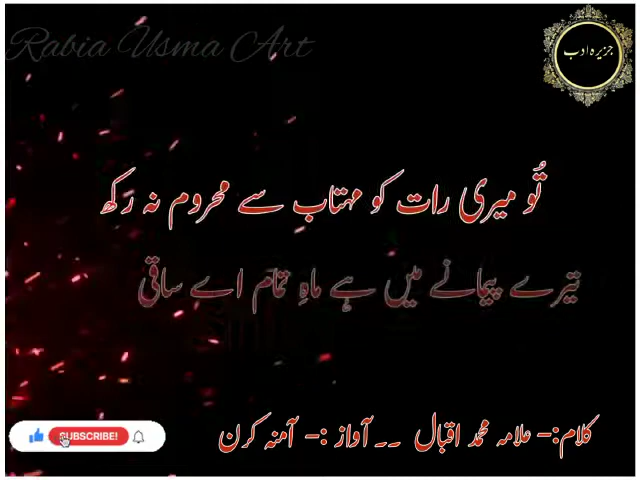 Rabia Usma Art
جزیرہ ادب
تُو میری رات کو مہتاب سے محروم نہ رکھ
تیرے پیمانے میں ہے ماہِ تمام اے ساقی
کلام:- علامہ محمد اقبال -- آواز :- آمنہ کرن
SUBSCRIBE!